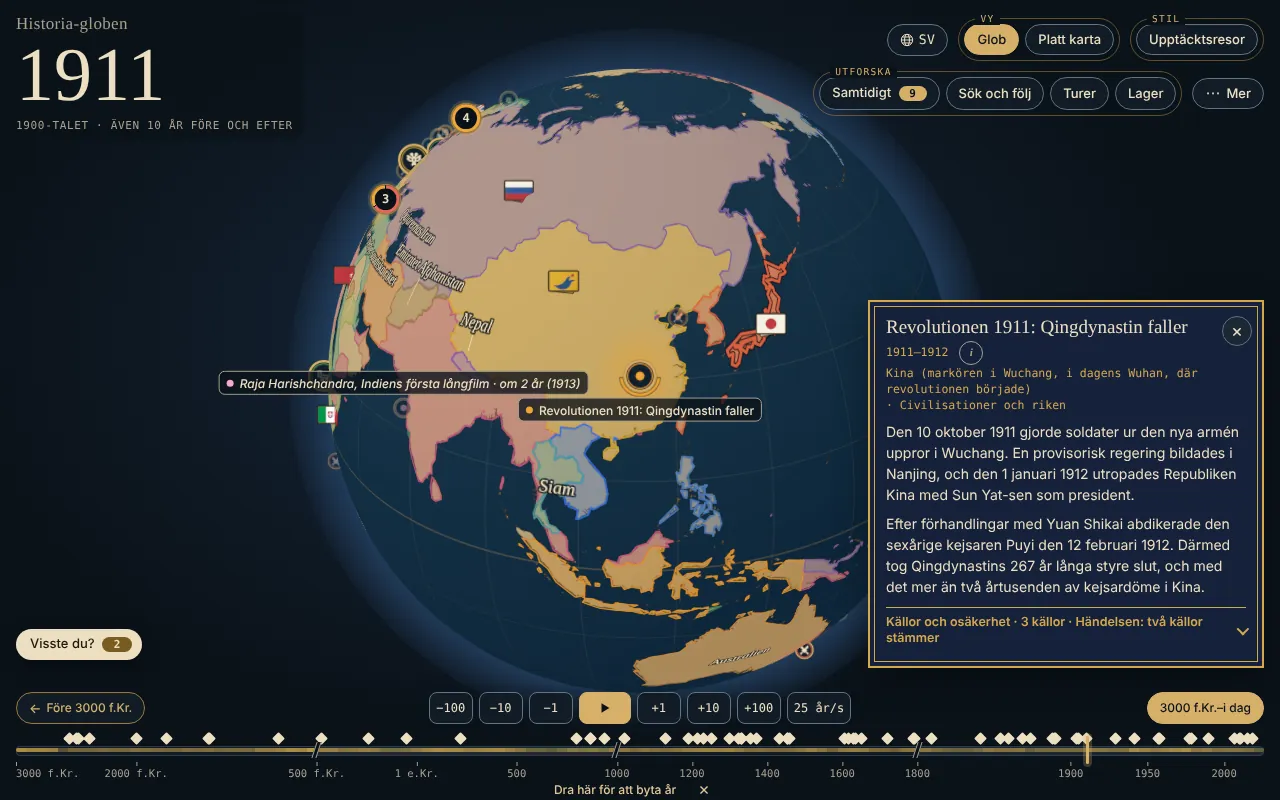 Historia-globen
1911
1900-TALET · ÄVEN 10 ÅR FÖRE OCH EFTER
SV
VY
Glob
Platt karta
STIL
Upptäcktsresor
UTFORSKA
Samtidigt 9
Sök och följ
Turer
Lager
··· Mer
4
3
Emiratet Afghanistan
Nepal
Raja Harishchandra, Indiens första långfilm · om 2 år (1913)
Revolutionen 1911: Qingdynastin faller
Siam
Australien
Revolutionen 1911: Qingdynastin faller
1911–1912 i
Kina (markören i Wuchang, i dagens Wuhan, där
revolutionen började)
· Civilisationer och riken
Den 10 oktober 1911 gjorde soldater ur den nya armén
uppror i Wuchang. En provisorisk regering bildades i
Nanjing, och den 1 januari 1912 utropades Republiken
Kina med Sun Yat-sen som president.
Efter förhandlingar med Yuan Shikai abdikerade den
sexårige kejsaren Puyi den 12 februari 1912. Därmed
tog Qingdynastins 267 år långa styre slut, och med
det mer än två årtusenden av kejsardöme i Kina.
Källor och osäkerhet · 3 källor · Händelsen: två källor
stämmer
Visste du? 2
← Före 3000 f.Kr.
−100
−10
−1
+1
+10
+100
25 år/s
3000 f.Kr.–i dag
3000 f.Kr.
2000 f.Kr.
500 f.Kr.
1 e.Kr.
500
1000
1200
1400
1600
1800
1900
1950
2000
Dra här för att byta år ×